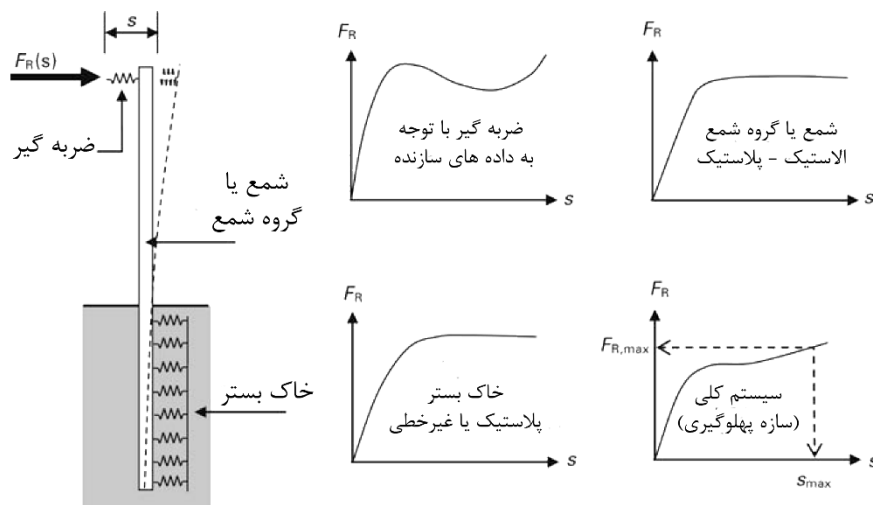 s
F_R(s)
ضربه گیر
شمع یا
گروه شمع
خاک بستر
F_R
ضربه گیر با توجه
به داده های سازنده
s
F_R
شمع یا گروه شمع
الاستیک - پلاستیک
s
F_R
خاک بستر
پلاستیک یا غیرخطی
s
F_R
F_R,max
سیستم کلی
(سازه پهلوگیری)
s
s_max